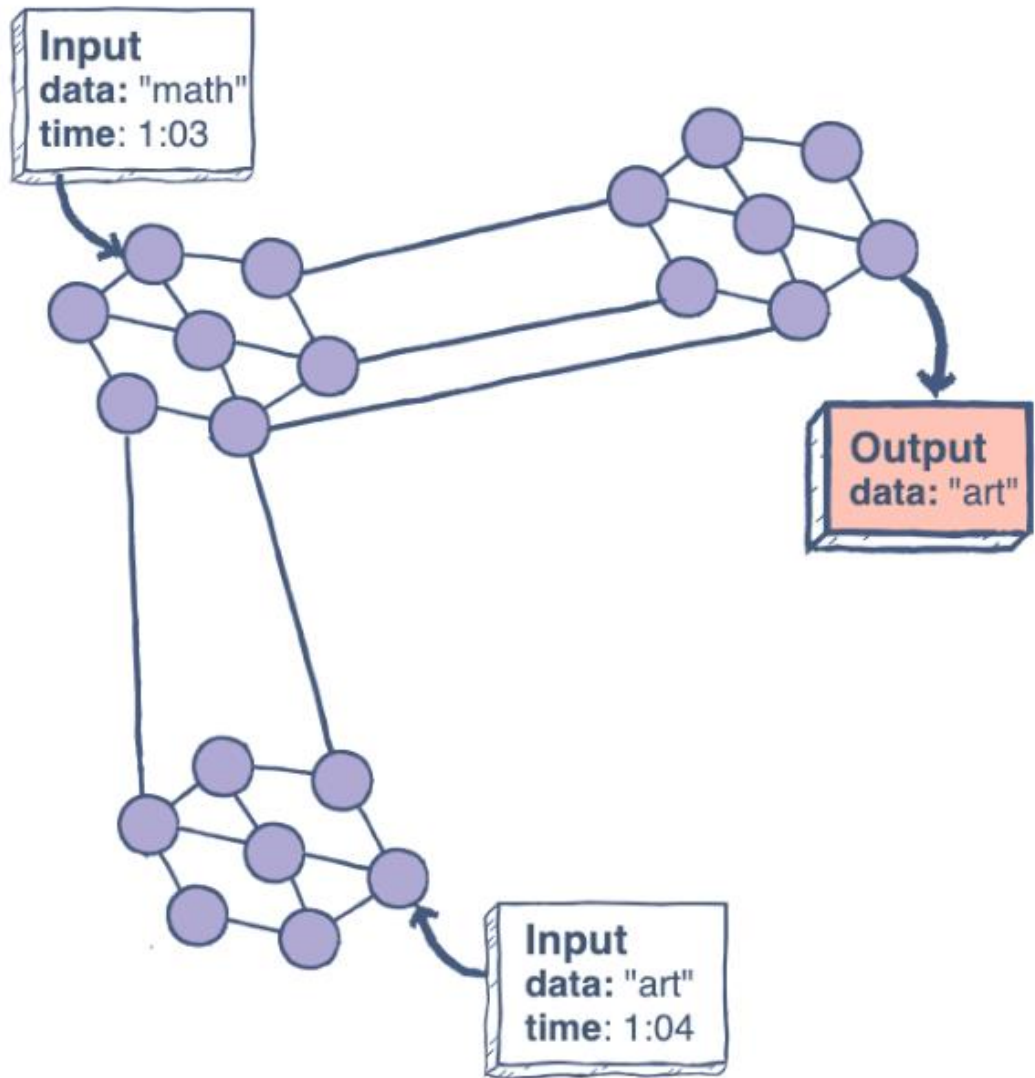 Input
data: "math"
time: 1:03
Output
data: "art"
Input
data: "art"
time: 1:04